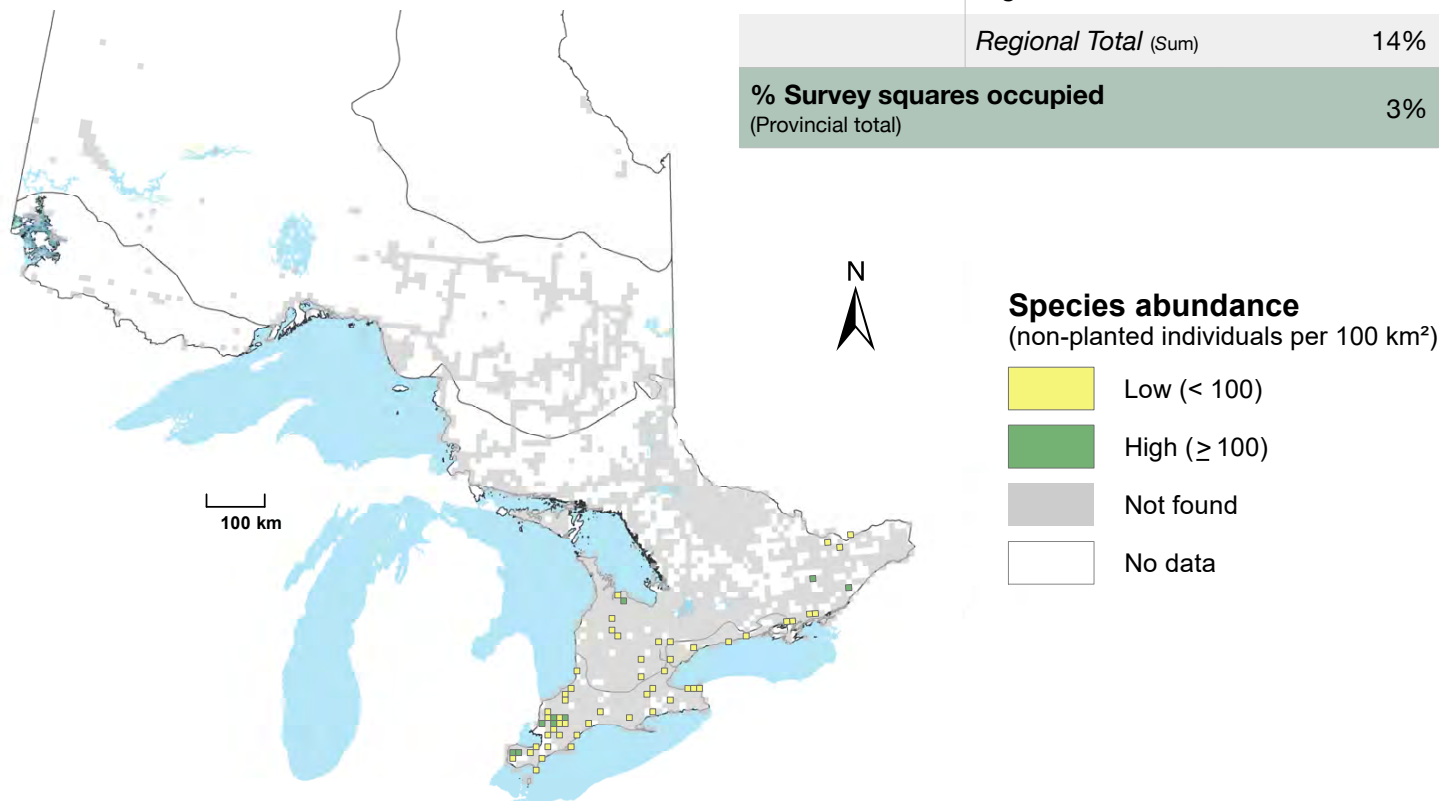 Regional Total (Sum) 14%
% Survey squares occupied
(Provincial total) 3%
N
Species abundance
(non-planted individuals per 100 km²)
Low (< 100)
High (≥ 100)
100 km
Not found
No data